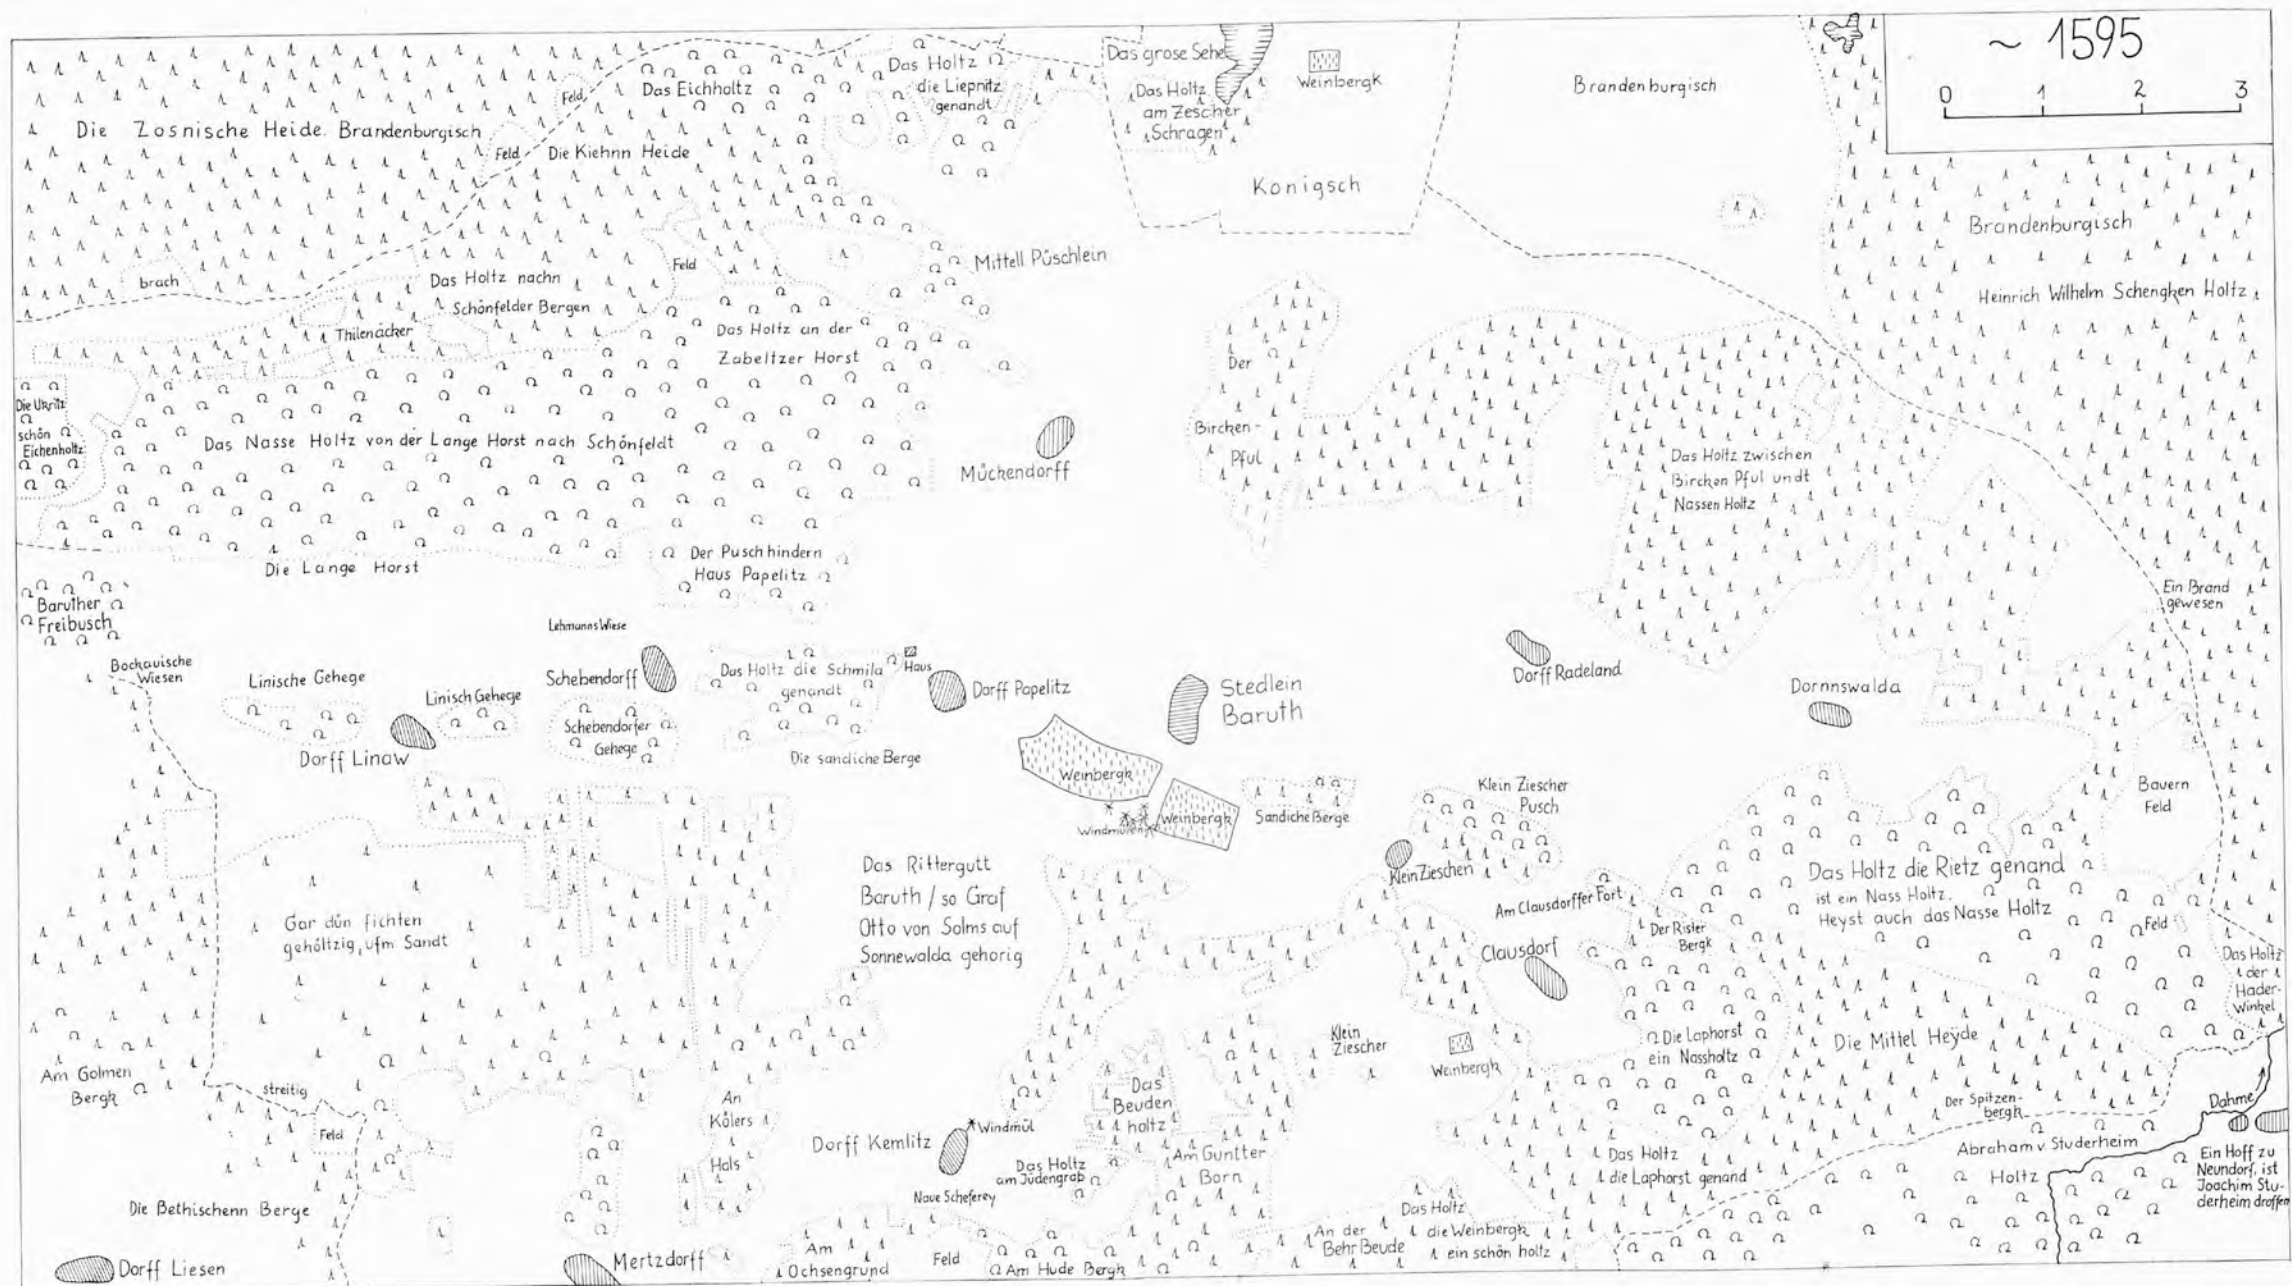 ~ 1595
0 1 2 3
Das grose Sehe
Weinbergk
Brandenburgisch
Das Holtz
die Liepnitz
genandt
Das Eichholtz
Feld
Das Holtz
am Zescher
Schragen
Die Zosnische Heide. Brandenburgisch
Feld
Die Kiehnn Heide
Konigsch
Brandenburgisch
Heinrich Wilhelm Schengken Holtz
Mittell Püschlein
Feld
brach
Das Holtz nachn
Schönfelder Bergen
Thilenäcker
Das Holtz an der
Zabeltzer Horst
Der
Bircken-
Pful
Die Ukritz
schön
Eichenholtz
Das Nasse Holtz von der Lange Horst nach Schönfeldt
Mückendorff
Das Holtz zwischen
Bircken Pful undt
Nassen Holtz
Der Pusch hindern
Haus Papelitz
Die Lange Horst
Baruther
Freibusch
Ein Brand
gewesen
Lehmanns Wiese
Bockauische
Wiesen
Linische Gehege
Linisch Gehege
Schebendorff
Das Holtz die Schmila
genandt
Haus
Dorff Papelitz
Stedlein
Baruth
Dorff Radeland
Dornnswalda
Schebendorfer
Gehege
Dorff Linaw
Die sandliche Berge
Weinbergk
Weinbergk
Windmülen
Sandiche Berge
Klein Ziescher
Pusch
Bauern
Feld
Klein Zieschen
Das Rittergutt
Baruth / so Graf
Otto von Solms auf
Sonnewalda gehorig
Das Holtz die Rietz genand
ist ein Nass Holtz.
Heyst auch das Nasse Holtz
Am Clausdorffer Fort
Der Rister
Bergk
Feld
Gar dün fichten
gehöltzig, ufm Sandt
Clausdorf
Das Holtz
der
Hader-
Winkel
Klein
Ziescher
Weinbergk
Die Laphorst
ein Nassholtz
Die Mittel Heyde
Am Golmen
Bergk
streitig
Feld
An
Kölers
Hals
Das
Beuden
holtz
Der Spitzen-
bergk
Dahme
Dorff Kemlitz
Windmül
Das Holtz
am Jüdengrab
Am Guntter
Born
Das Holtz
die Laphorst genand
Abraham v. Studerheim
Holtz
Ein Hoff zu
Neundorf, ist
Joachim Stu-
derheim droffen
Die Bethischenn Berge
Naue Scheferey
Das Holtz
die Weinbergk
ein schön holtz
An der
Behr Beude
Dorff Liesen
Mertzdorff
Am
Ochsengrund
Feld
Am Hude Bergk